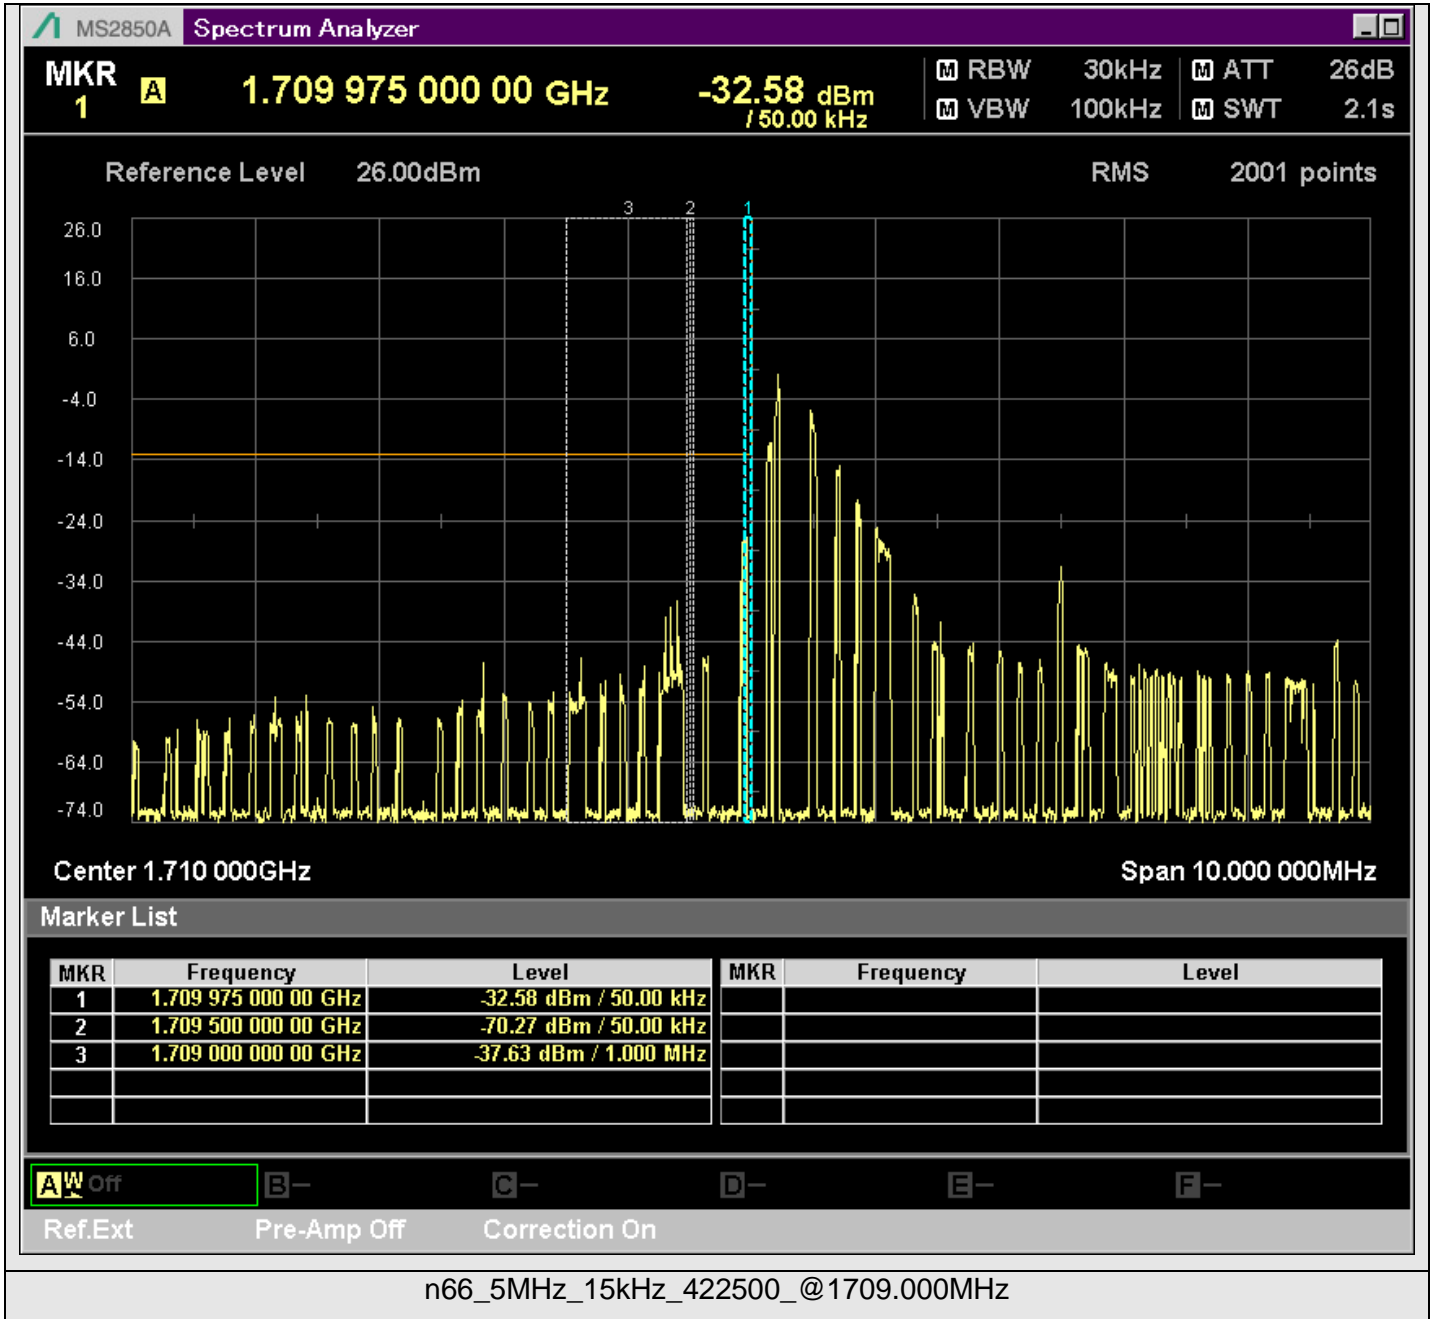 MS2850A Spectrum Analyzer
MKR 1 A 1.709 975 000 00 GHz -32.58 dBm / 50.00 kHz
M RBW 30kHz M ATT 26dB
M VBW 100kHz M SWT 2.1s
Reference Level 26.00dBm RMS 2001 points
3 2 1
26.0
16.0
6.0
-4.0
-14.0
-24.0
-34.0
-44.0
-54.0
-64.0
-74.0
Center 1.710 000GHz Span 10.000 000MHz
Marker List
MKR Frequency Level MKR Frequency Level
1 1.709 975 000 00 GHz -32.58 dBm / 50.00 kHz
2 1.709 500 000 00 GHz -70.27 dBm / 50.00 kHz
3 1.709 000 000 00 GHz -37.63 dBm / 1.000 MHz
A W Off B - C - D - E - F -
Ref.Ext Pre-Amp Off Correction On
n66_5MHz_15kHz_422500_@1709.000MHz